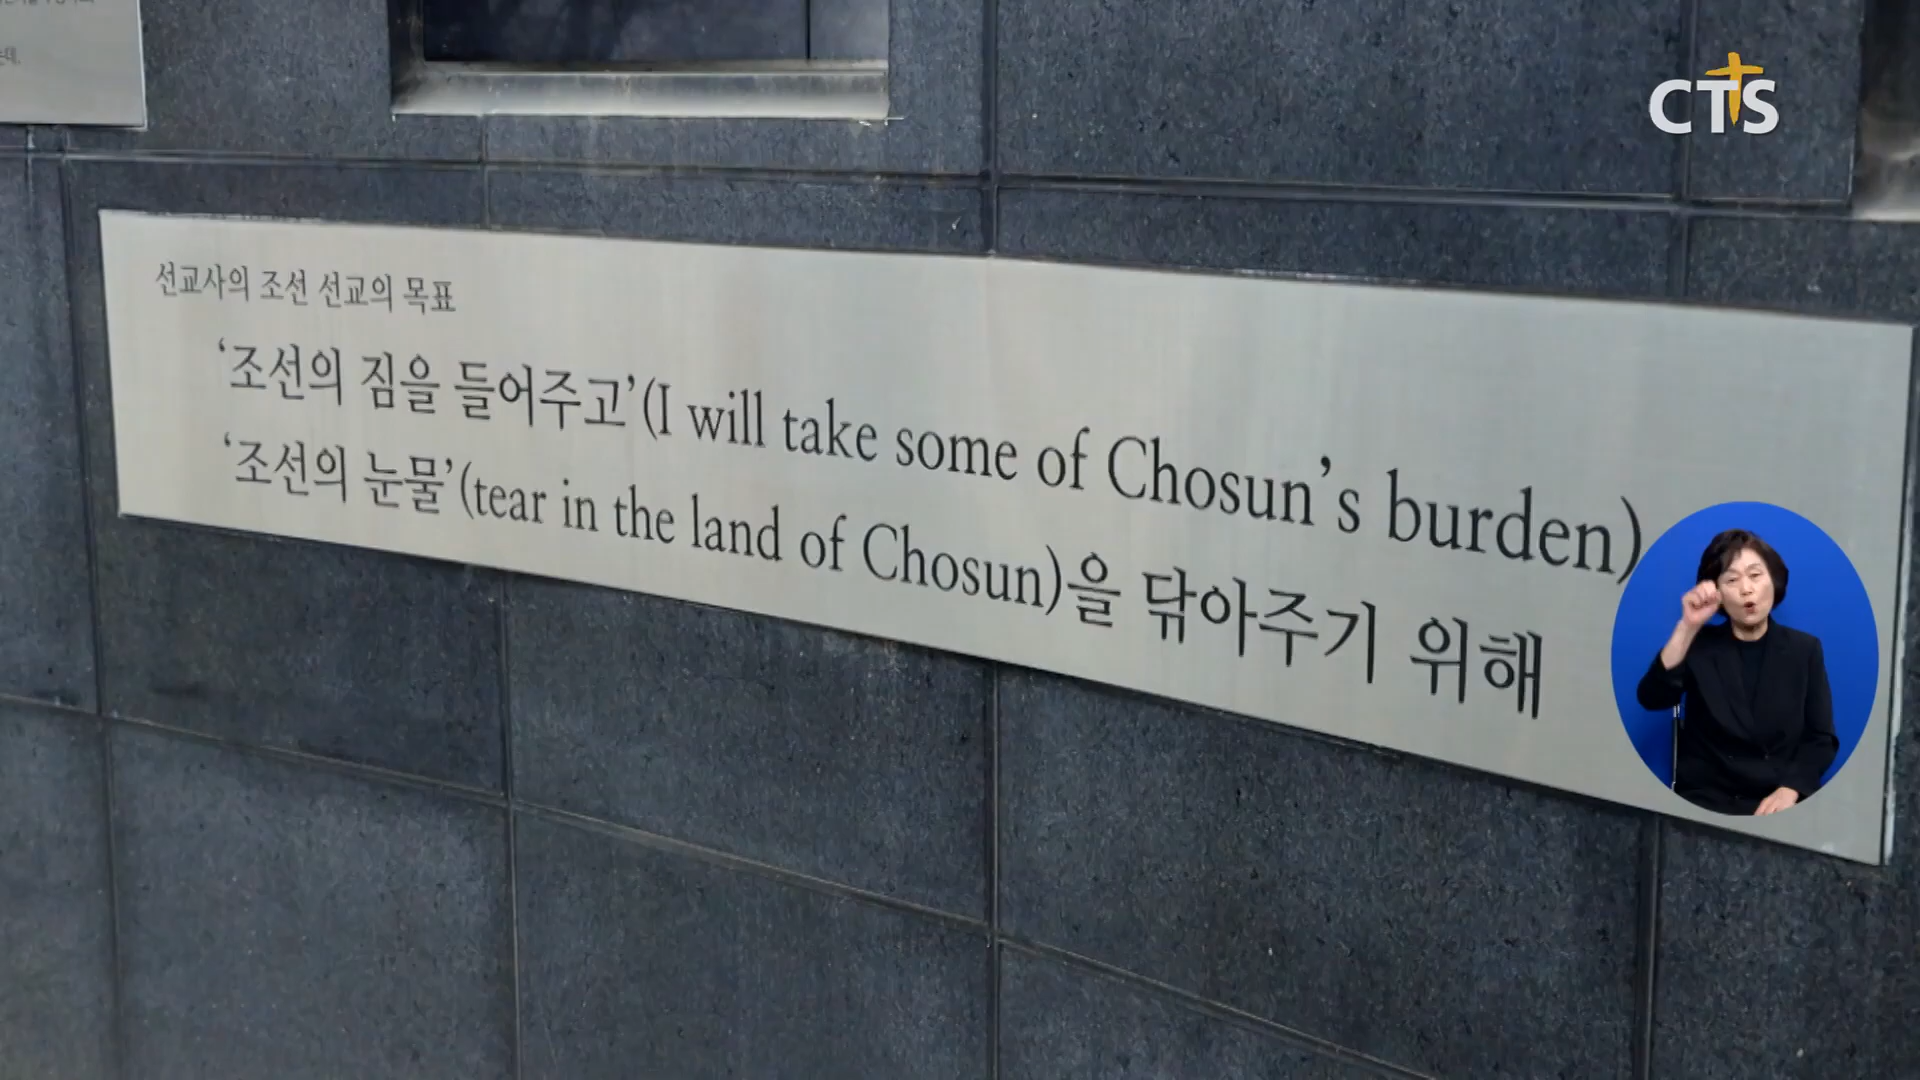 는데,
CTS
선교사의 조선 선교의 목표
‘조선의 짐을 들어주고’(I will take some of Chosun’s burden)
‘조선의 눈물’(tear in the land of Chosun)을 닦아주기 위해